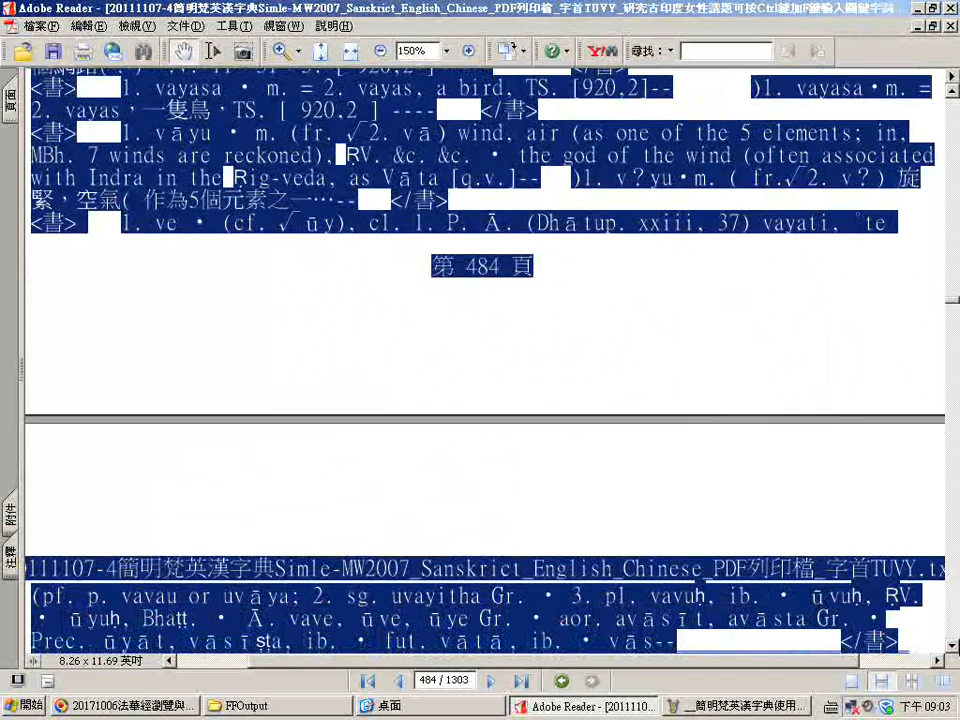 Adobe Reader - [20111107-4簡明梵英漢字典Simle-MW2007_Sanskrict_English_Chinese_PDF列印檔_字首TUVY_研究古印度女性議題可按Ctrl鍵加F鍵輸入關鍵字詞
檔案(F) 編輯(E) 檢視(V) 文件(D) 工具(T) 視窗(W) 說明(H)
150% 尋找：
<書> 1. vayasa • m. = 2. vayas, a bird, TS. [920,2]-- )1. vayasa•m. =
2. vayas，一隻鳥，TS. [ 920,2 ] ---- </書>
<書> 1. vāyu • m. (fr. √2. vā) wind, air (as one of the 5 elements; in,
MBh. 7 winds are reckoned), RV. &c. &c. • the god of the wind (often associated
with Indra in the Rig-veda, as Vāta [q.v.]-- )1. v？yu•m. ( fr.√2. v？) 旋
緊，空氣( 作為5個元素之一…-- </書>
<書> 1. ve • (cf. √ūy), cl. 1. P. Ā. (Dhātup. xxiii, 37) vayati, °te
第 484 頁
111107-4簡明梵英漢字典Simle-MW2007_Sanskrict_English_Chinese_PDF列印檔_字首TUVY.tx
(pf. p. vavau or uvāya; 2. sg. uvayitha Gr. • 3. pl. vavuḥ, ib. • ūvuḥ, RV.
• ūyuḥ, Bhaṭṭ. • Ā. vave, ūve, ūye Gr. • aor. avāsīt, avāsta Gr. •
Prec. ūyāt, vāsīṣṭa, ib. • fut. vātā, ib. • vās-- </書>
頁面
附件
注釋
8.26 x 11.69 英吋
484 / 1303
開始 20171006法華經瀏覽與... FFOutput 桌面 Adobe Reader - [2011110... __簡明梵英字典使用... 下午 09:03